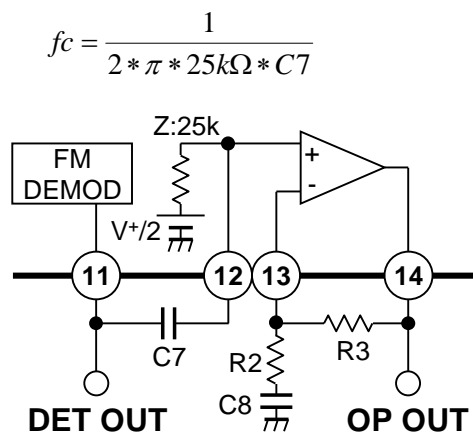 fc = 1 / 2 * π * 25kΩ * C7
Z:25k
FM
DEMOD
+
-
V+/2
11
12
13
14
C7
R2
R3
C8
DET OUT
OP OUT